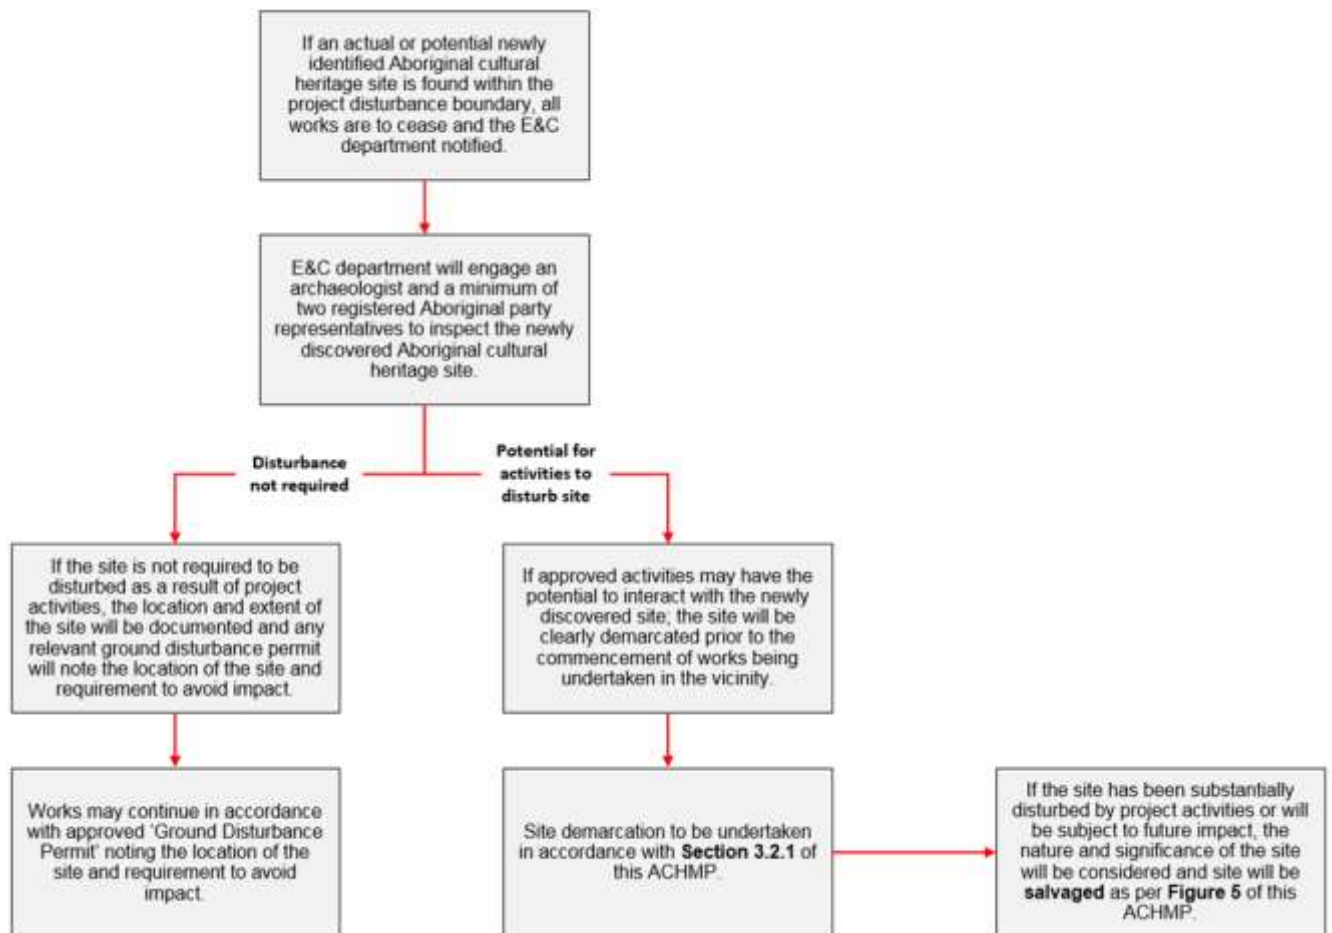 If an actual or potential newly
identified Aboriginal cultural
heritage site is found within the
project disturbance boundary, all
works are to cease and the E&C
department notified.
E&C department will engage an
archaeologist and a minimum of
two registered Aboriginal party
representatives to inspect the newly
discovered Aboriginal cultural
heritage site.
Disturbance
not required
Potential for
activities to
disturb site
If the site is not required to be
disturbed as a result of project
activities, the location and extent of
the site will be documented and any
relevant ground disturbance permit
will note the location of the site and
requirement to avoid impact.
If approved activities may have the
potential to interact with the newly
discovered site; the site will be
clearly demarcated prior to the
commencement of works being
undertaken in the vicinity.
Works may continue in accordance
with approved ‘Ground Disturbance
Permit’ noting the location of the
site and requirement to avoid
impact.
Site demarcation to be undertaken
in accordance with Section 3.2.1 of
this ACHMP.
If the site has been substantially
disturbed by project activities or will
be subject to future impact, the
nature and significance of the site
will be considered and site will be
salvaged as per Figure 5 of this
ACHMP.